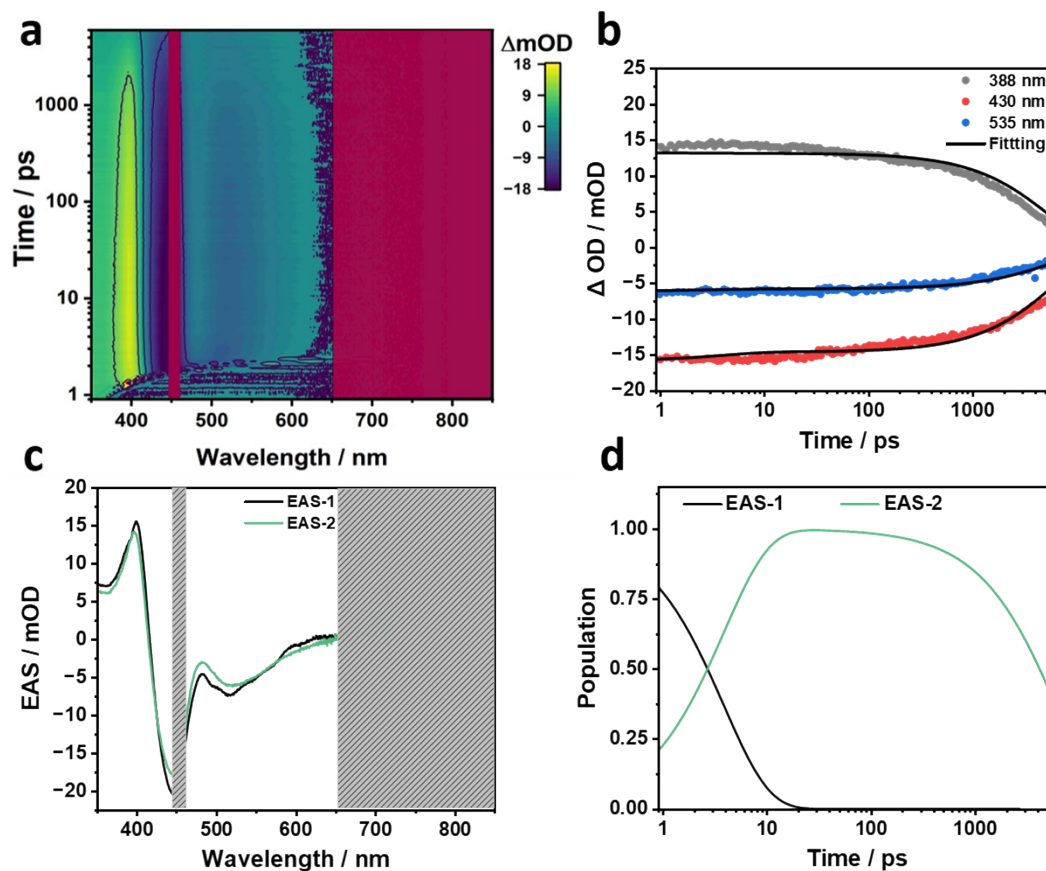 a
ΔmOD
18
9
0
−9
−18
1000
100
10
1
Time / ps
400
500
600
700
800
Wavelength / nm
b
25
20
15
10
5
0
−5
−10
−15
−20
Δ OD / mOD
388 nm
430 nm
535 nm
Fittting
1
10
100
1000
Time / ps
c
20
15
10
5
0
−5
−10
−15
−20
EAS / mOD
EAS-1
EAS-2
400
500
600
700
800
Wavelength / nm
d
1.00
0.75
0.50
0.25
0.00
Population
EAS-1
EAS-2
1
10
100
1000
Time / ps